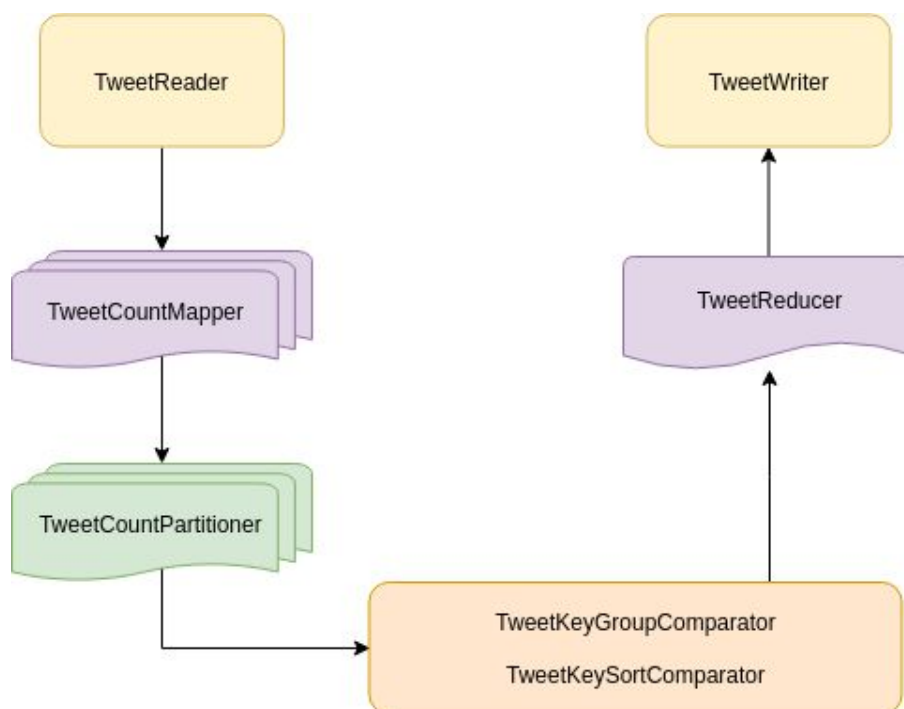 TweetReader
TweetWriter
TweetCountMapper
TweetReducer
TweetCountPartitioner
TweetKeyGroupComparator
TweetKeySortComparator